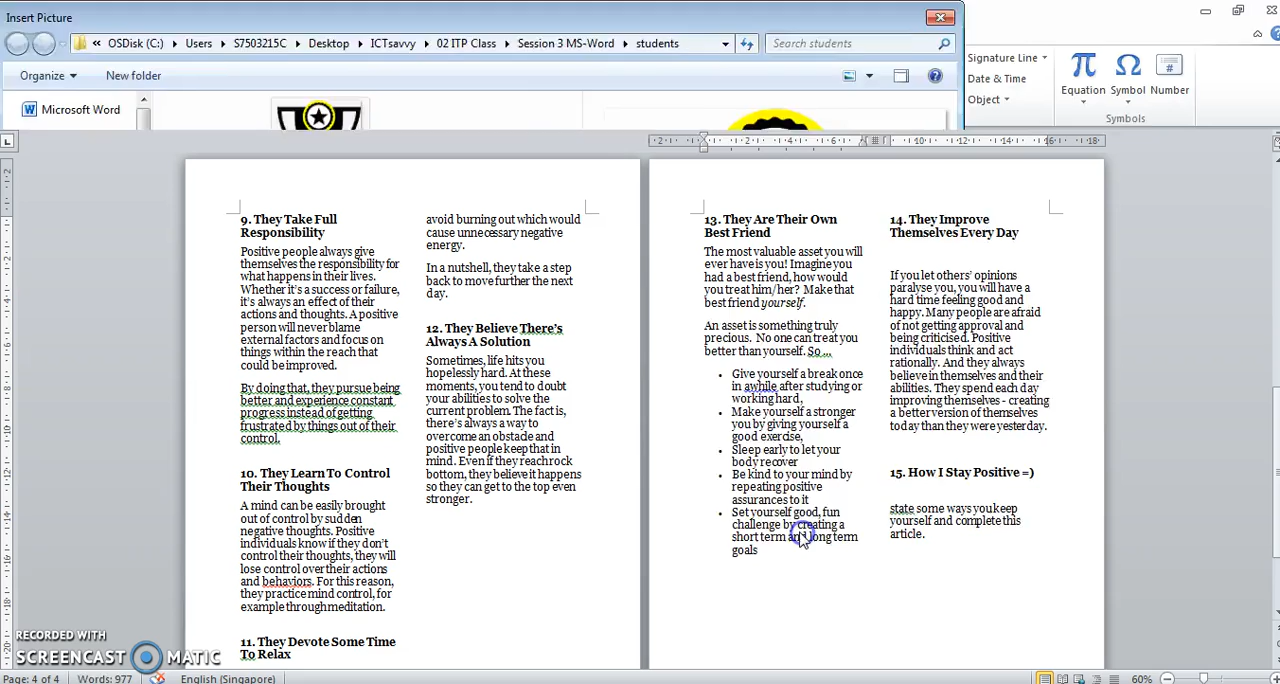 Insert Picture
« OSDisk (C:) Users S7503215C Desktop ICTsavvy 02 ITP Class Session 3 MS-Word students
Search students
Organize New folder
Microsoft Word
Signature Line
Date & Time
Object
Equation Symbol Number
Symbols
9. They Take Full
Responsibility
Positive people always give
themselves the responsibility for
what happens in their lives.
Whether it's a success or failure,
it's always an effect of their
actions and thoughts. A positive
person will never blame
external factors and focus on
things within the reach that
could be improved.
By doing that, they pursue being
better and experience constant
progress instead of getting
frustrated by things out of their
control.
10. They Learn To Control
Their Thoughts
A mind can be easily brought
out of control by sudden
negative thoughts. Positive
individuals know if they don't
control their thoughts, they will
lose control over their actions
and behaviors. For this reason,
they practice mind control, for
example through meditation.
11. They Devote Some Time
To Relax
avoid burning out which would
cause unnecessary negative
energy.
In a nutshell, they take a step
back to move further the next
day.
12. They Believe There's
Always A Solution
Sometimes, life hits you
hopelessly hard. At these
moments, you tend to doubt
your abilities to solve the
current problem. The fact is,
there's always a way to
overcome an obstacle and
positive people keep that in
mind. Even if they reach rock
bottom, they believe it happens
so they can get to the top even
stronger.
13. They Are Their Own
Best Friend
The most valuable asset you will
ever have is you! Imagine you
had a best friend, how would
you treat him/her? Make that
best friend yourself.
An asset is something truly
precious. No one can treat you
better than yourself. So ...
• Give yourself a break once
in awhile after studying or
working hard,
• Make yourself a stronger
you by giving yourself a
good exercise,
• Sleep early to let your
body recover
• Be kind to your mind by
repeating positive
assurances to it
• Set yourself good, fun
challenge by creating a
short term and long term
goals
14. They Improve
Themselves Every Day
If you let others' opinions
paralyse you, you will have a
hard time feeling good and
happy. Many people are afraid
of not getting approval and
being criticised. Positive
individuals think and act
rationally. And they always
believe in themselves and their
abilities. They spend each day
improving themselves - creating
a better version of themselves
today than they were yesterday.
15. How I Stay Positive =)
state some ways you keep
yourself and complete this
article.
RECORDED WITH
SCREENCAST MATIC
Page: 4 of 4 Words: 977 English (Singapore) 60%